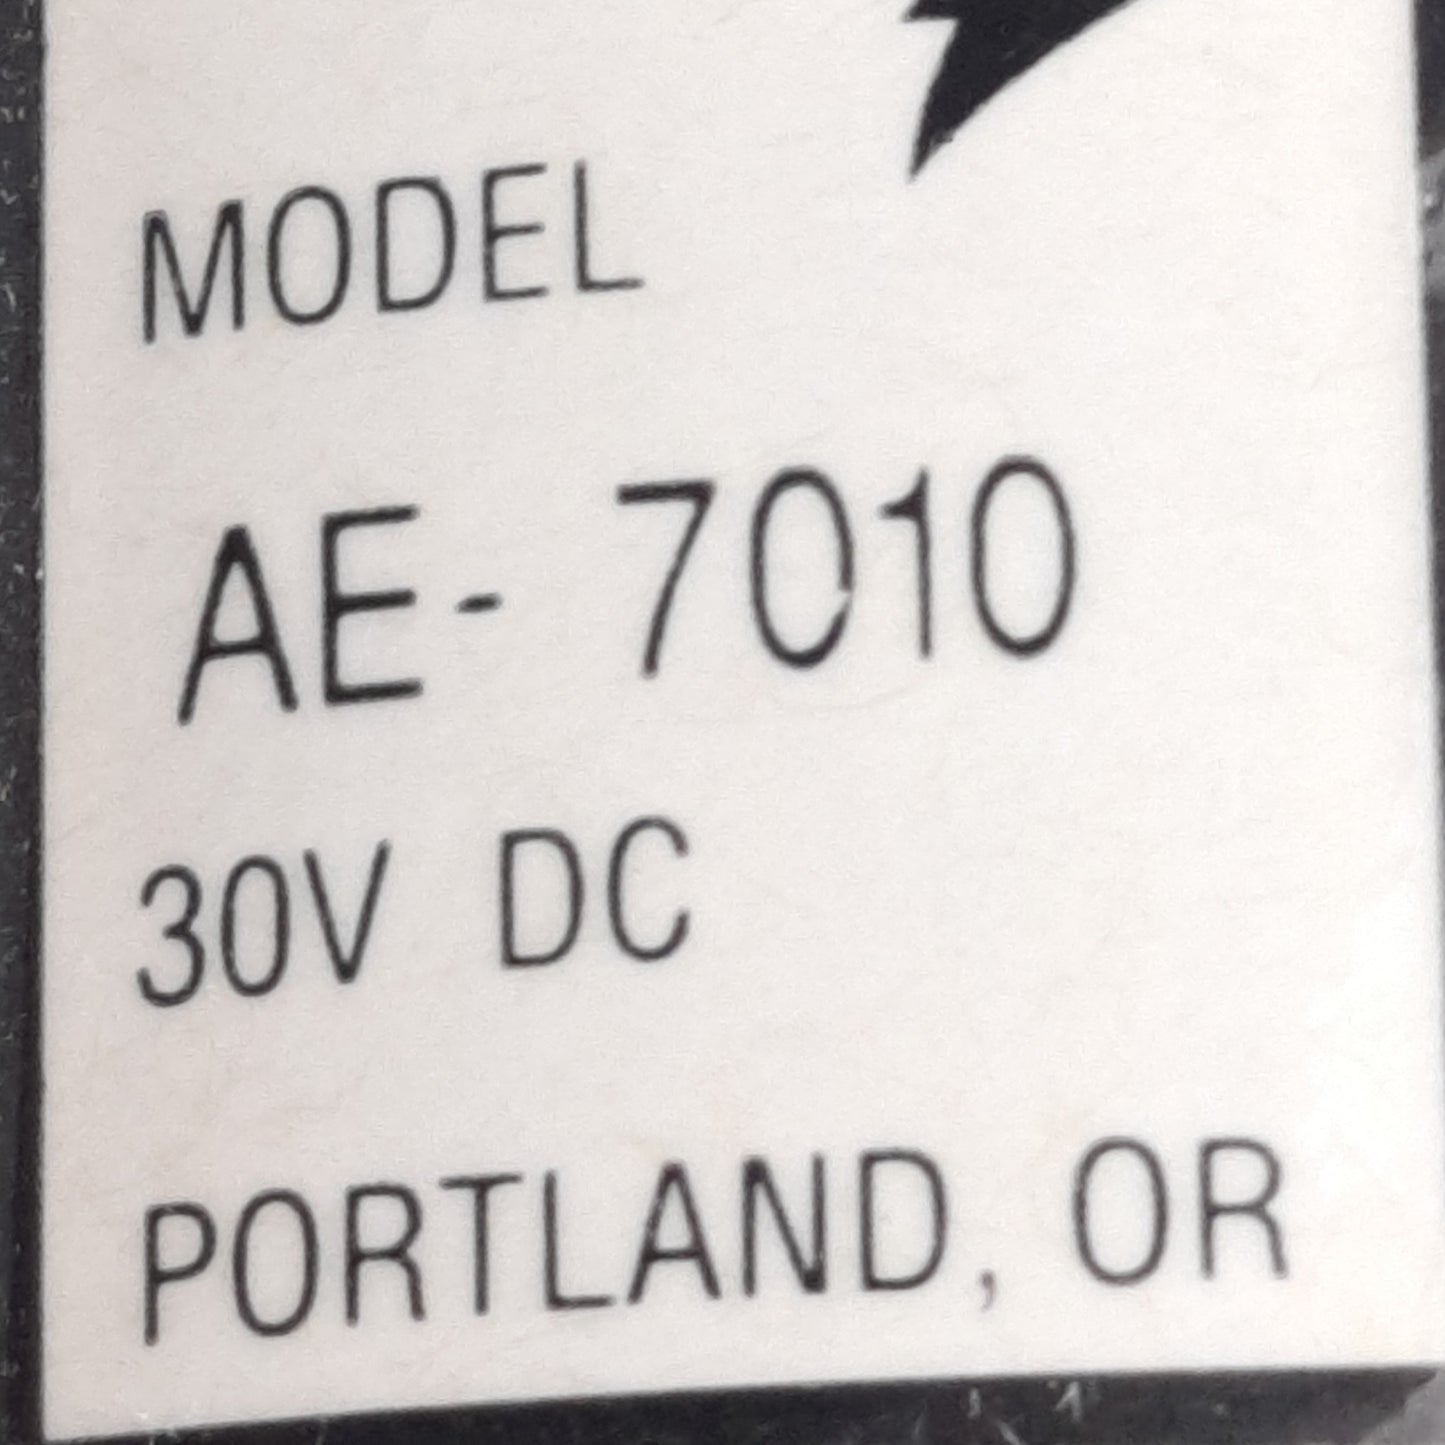 MODEL
AE- 7010
30V DC
PORTLAND, OR